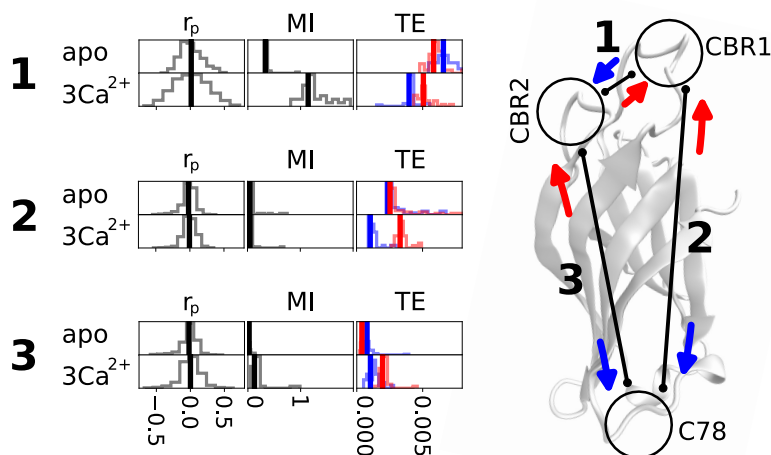 1
r_p MI TE
apo
3Ca²⁺
2
r_p MI TE
apo
3Ca²⁺
3
r_p MI TE
apo
3Ca²⁺
−0.5 0.0 0.5 0 1 0.000 0.005
1
CBR1
CBR2
2
3
C78